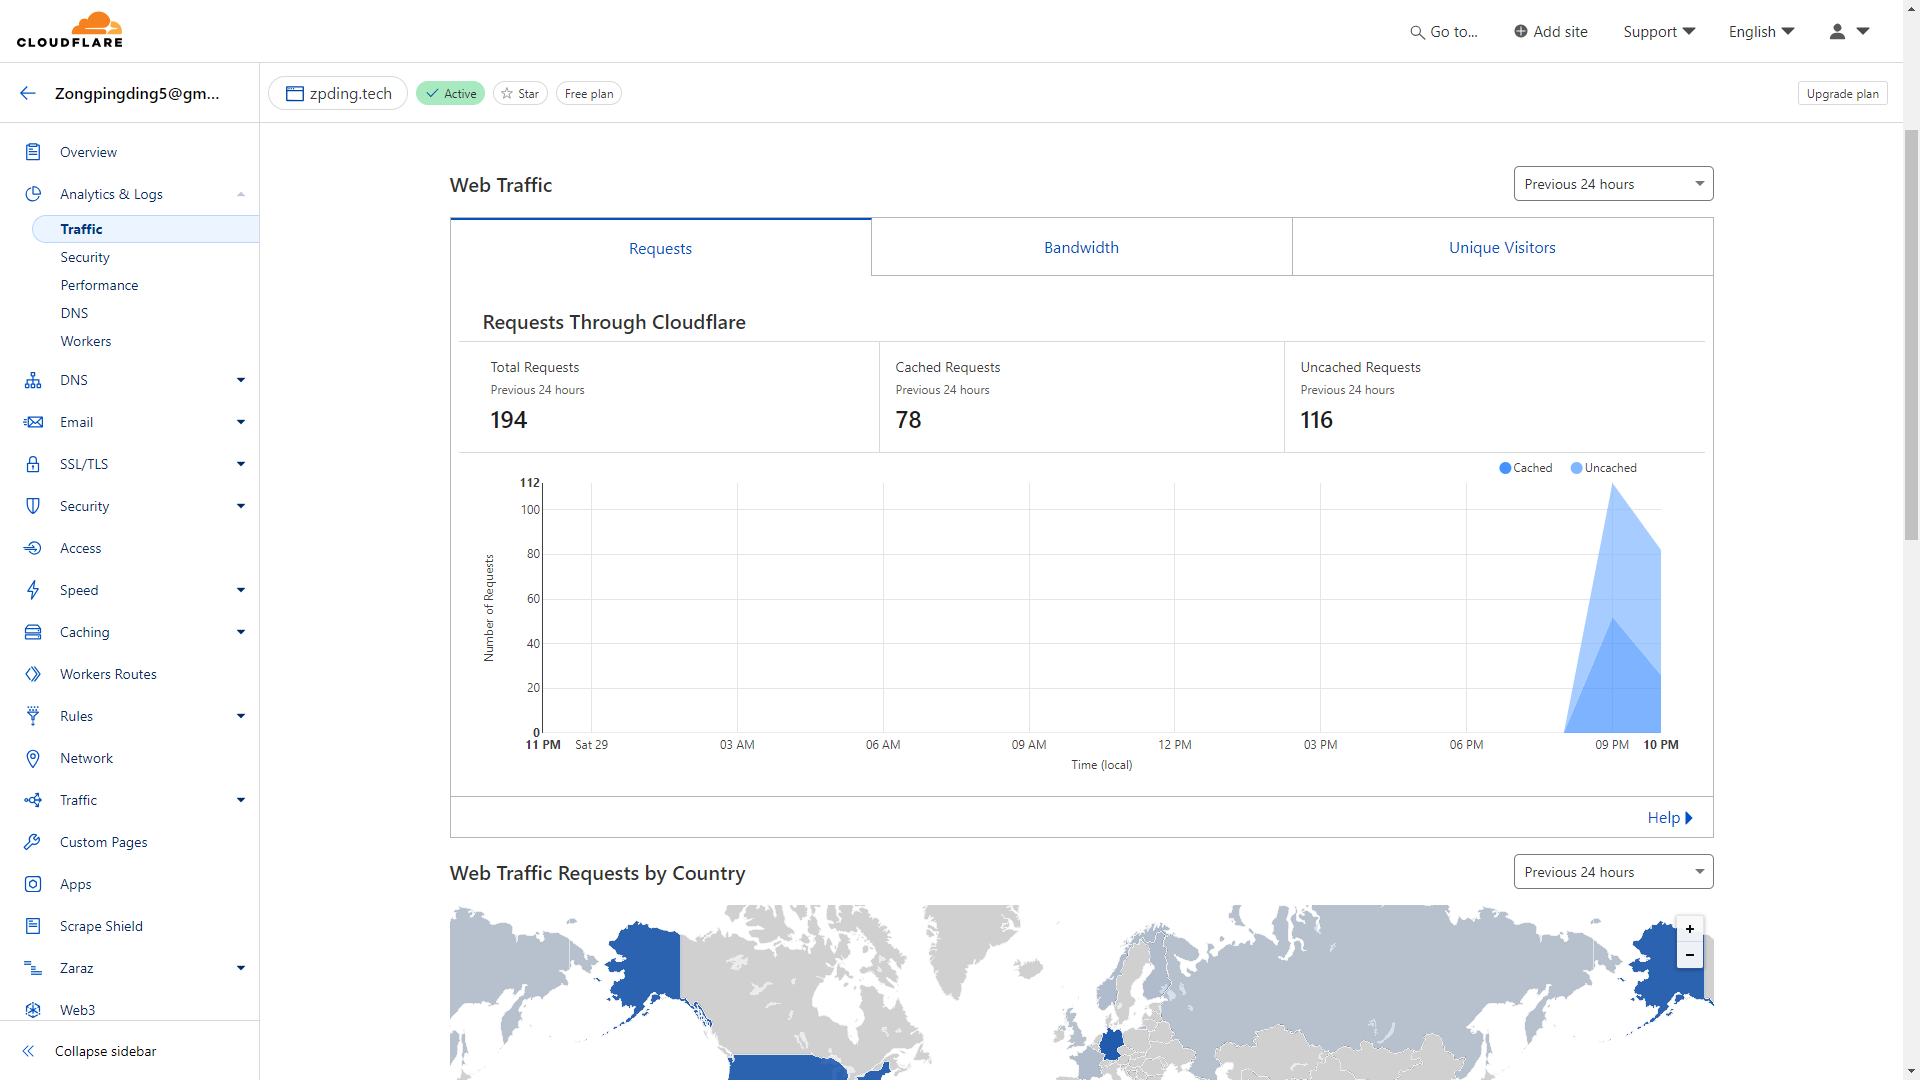 CLOUDFLARE
Go to...
Add site
Support
English
Zongpingding5@gm...
zpding.tech
Active
Star
Free plan
Upgrade plan
Overview
Analytics & Logs
Traffic
Security
Performance
DNS
Workers
DNS
Email
SSL/TLS
Security
Access
Speed
Caching
Workers Routes
Rules
Network
Traffic
Custom Pages
Apps
Scrape Shield
Zaraz
Web3
Collapse sidebar
Web Traffic
Previous 24 hours
Requests
Bandwidth
Unique Visitors
Requests Through Cloudflare
Total Requests
Previous 24 hours
194
Cached Requests
Previous 24 hours
78
Uncached Requests
Previous 24 hours
116
Cached
Uncached
112
100
80
60
40
20
0
Number of Requests
11 PM
Sat 29
03 AM
06 AM
09 AM
12 PM
03 PM
06 PM
09 PM
10 PM
Time (local)
Help
Web Traffic Requests by Country
Previous 24 hours
+
−